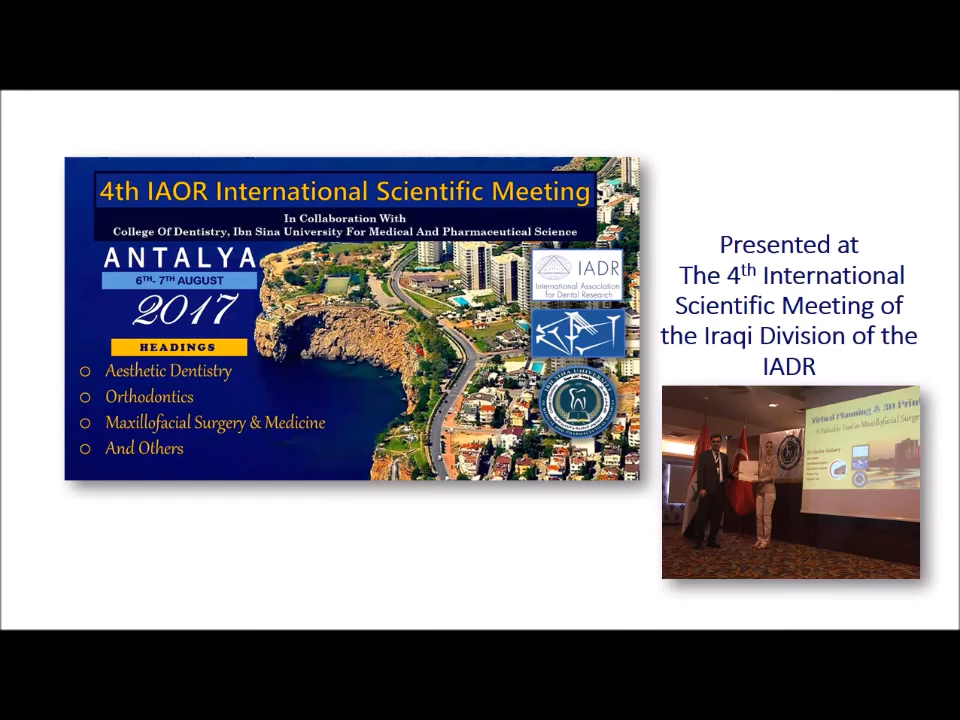 4th IAOR International Scientific Meeting
In Collaboration With
College Of Dentistry, Ibn Sina University For Medical And Pharmaceutical Science
ANTALYA
6TH- 7TH AUGUST
2017
HEADINGS
Aesthetic Dentistry
Orthodontics
Maxillofacial Surgery & Medicine
And Others
IADR
International Association
for Dental Research
Presented at
The 4th International
Scientific Meeting of
the Iraqi Division of the
IADR
Virtual Planning & 3D
A Valuable Tool in Maxillofacial